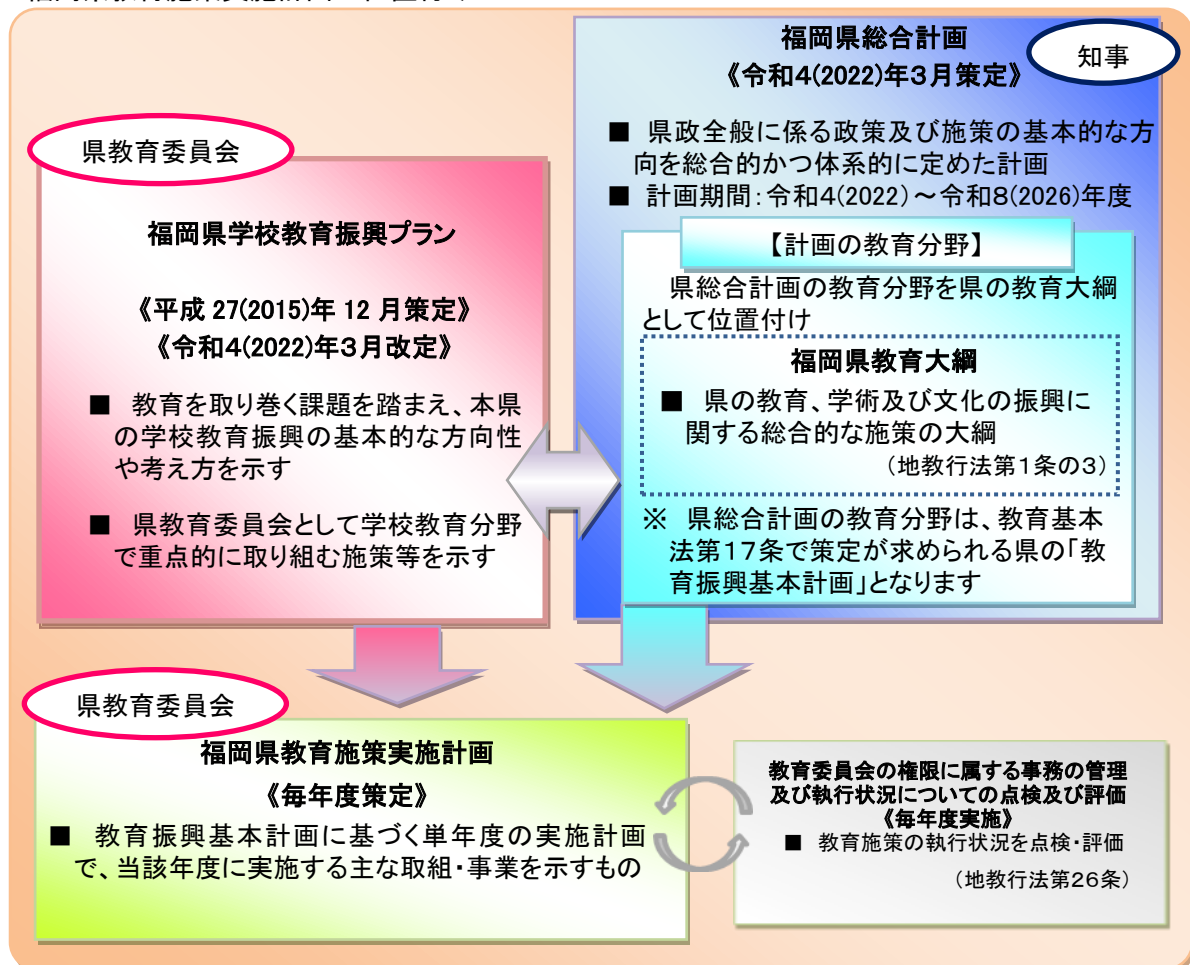 福岡県総合計画
《令和4(2022)年3月策定》
知事
■ 県政全般に係る政策及び施策の基本的な方
向を総合的かつ体系的に定めた計画
■ 計画期間:令和4(2022)～令和8(2026)年度
【計画の教育分野】
県総合計画の教育分野を県の教育大綱
として位置付け
福岡県教育大綱
■ 県の教育、学術及び文化の振興に
関する総合的な施策の大綱
(地教行法第1条の3)
※ 県総合計画の教育分野は、教育基本
法第17条で策定が求められる県の「教
育振興基本計画」となります
県教育委員会
福岡県学校教育振興プラン
《平成 27(2015)年 12 月策定》
《令和4(2022)年3月改定》
■ 教育を取り巻く課題を踏まえ、本県
の学校教育振興の基本的な方向性
や考え方を示す
■ 県教育委員会として学校教育分野
で重点的に取り組む施策等を示す
県教育委員会
福岡県教育施策実施計画
《毎年度策定》
■ 教育振興基本計画に基づく単年度の実施計画
で、当該年度に実施する主な取組・事業を示すもの
教育委員会の権限に属する事務の管理
及び執行状況についての点検及び評価
《毎年度実施》
■ 教育施策の執行状況を点検・評価
(地教行法第26条)